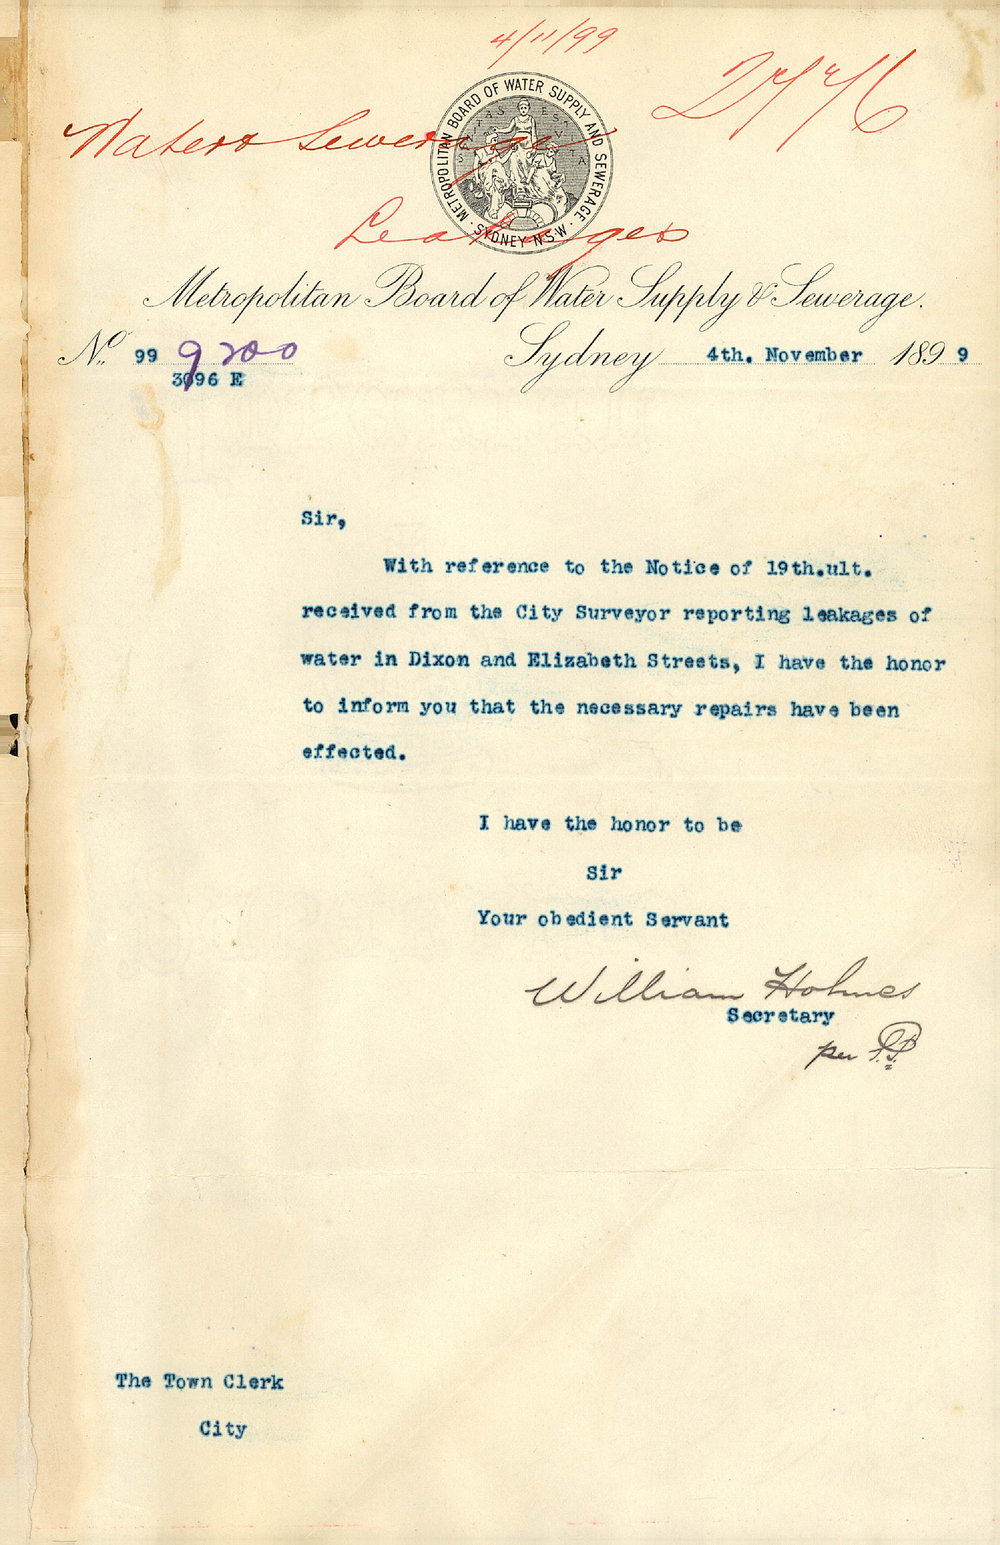 4/11/99
Water & Sewerage
Leakages
METROPOLITAN BOARD OF WATER SUPPLY AND SEWERAGE.
· SYDNEY N·S·W ·
Metropolitan Board of Water Supply & Sewerage.
No. 99 9200 Sydney 4th. November 1899
3096 E
Sir,
With reference to the Notice of 19th.ult.
received from the City Surveyor reporting leakages of
water in Dixon and Elizabeth Streets, I have the honor
to inform you that the necessary repairs have been
effected.
I have the honor to be
Sir
Your obedient Servant
William Holmes
Secretary
per
The Town Clerk
City